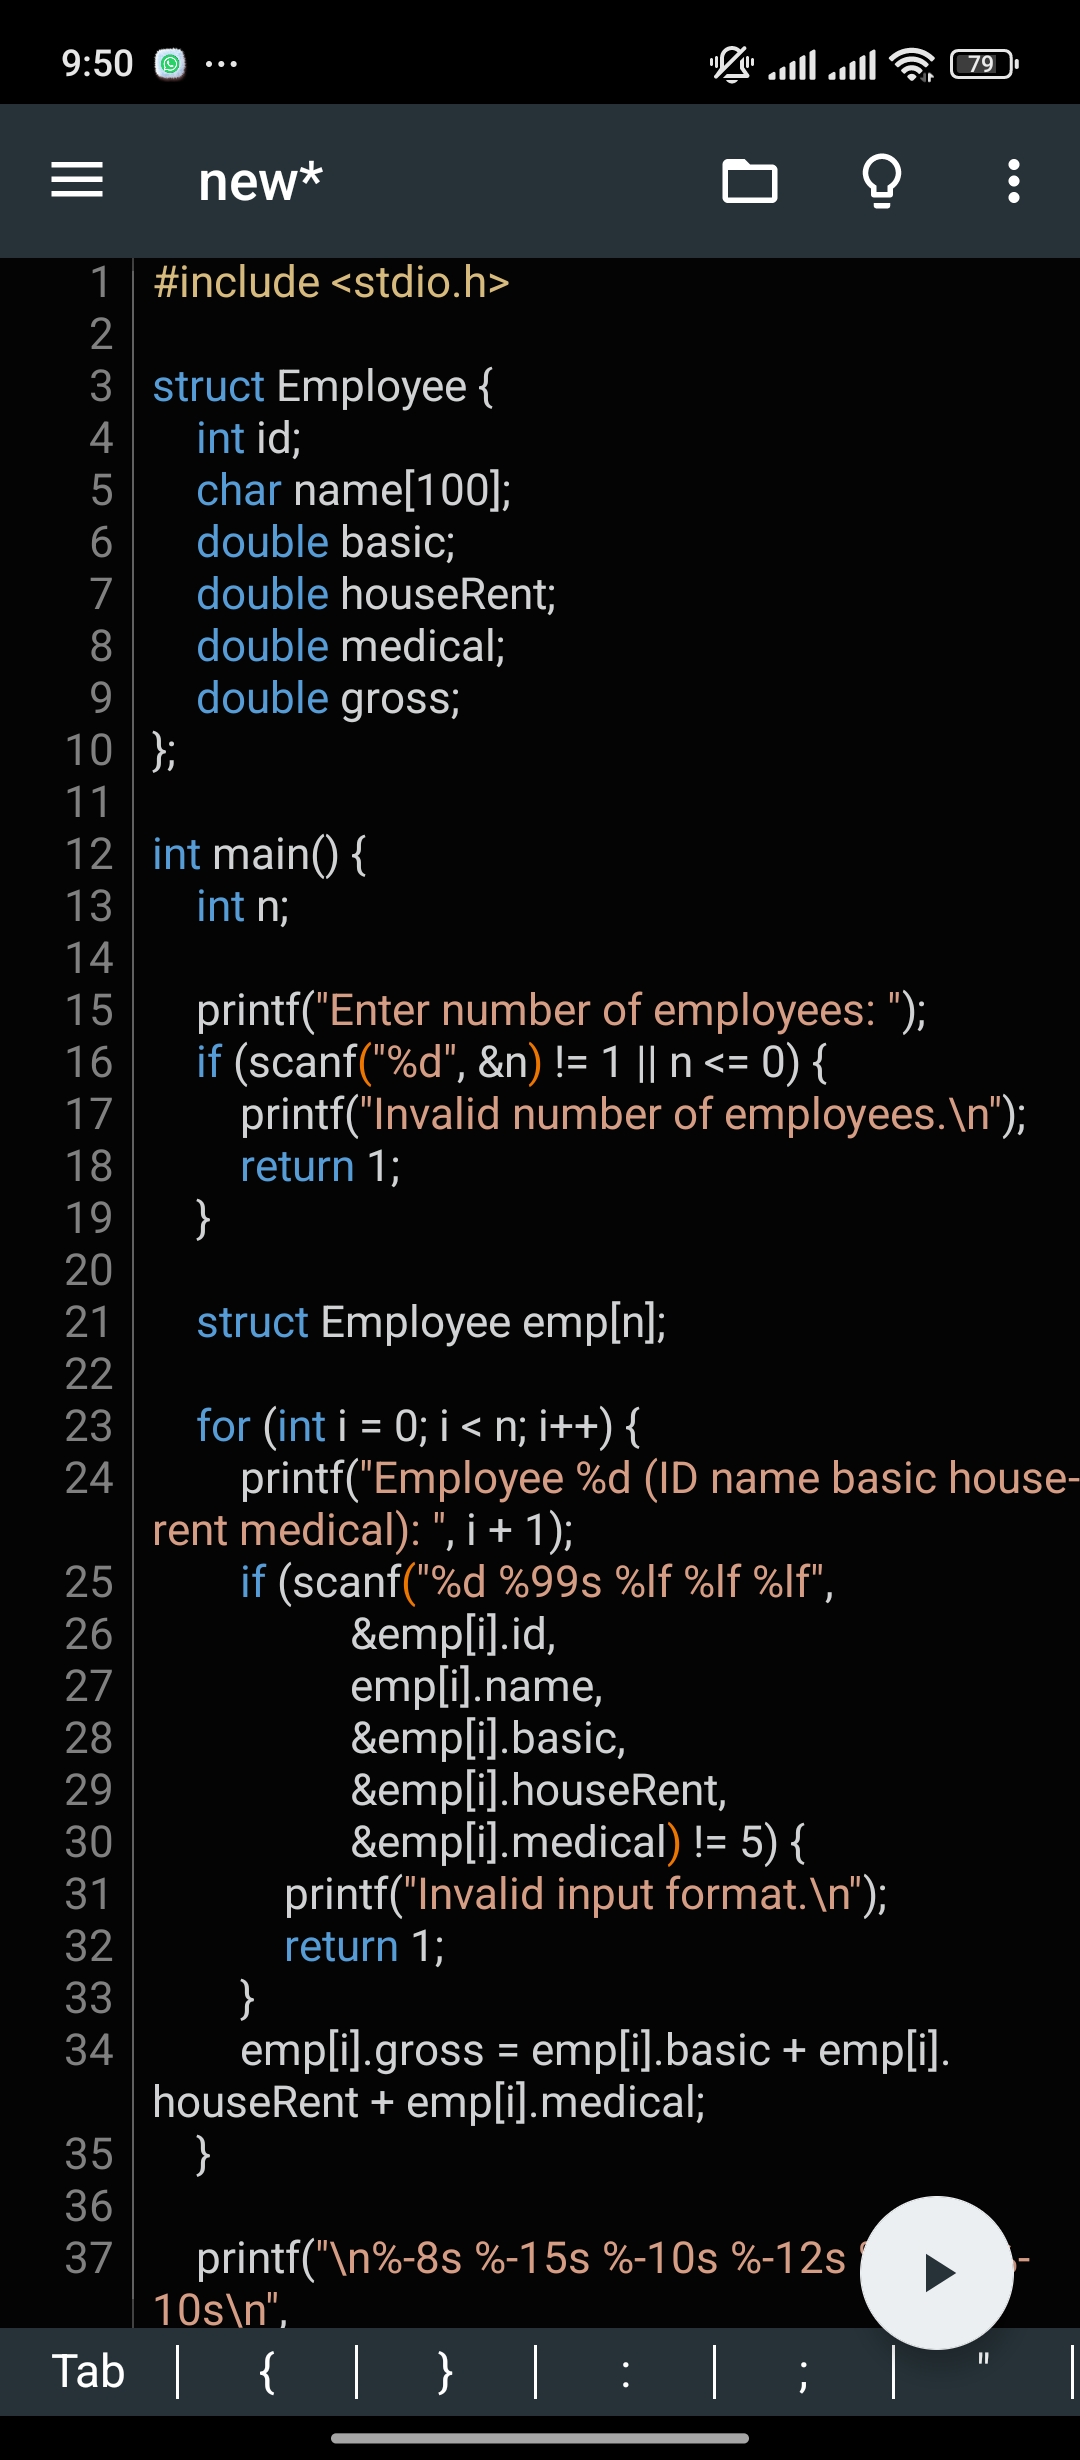 9:50 ... 79
new*
1 #include <stdio.h>
2
3 struct Employee {
4 int id;
5 char name[100];
6 double basic;
7 double houseRent;
8 double medical;
9 double gross;
10 };
11
12 int main() {
13 int n;
14
15 printf("Enter number of employees: ");
16 if (scanf("%d", &n) != 1 || n <= 0) {
17 printf("Invalid number of employees.\n");
18 return 1;
19 }
20
21 struct Employee emp[n];
22
23 for (int i = 0; i < n; i++) {
24 printf("Employee %d (ID name basic house-
rent medical): ", i + 1);
25 if (scanf("%d %99s %lf %lf %lf",
26 &emp[i].id,
27 emp[i].name,
28 &emp[i].basic,
29 &emp[i].houseRent,
30 &emp[i].medical) != 5) {
31 printf("Invalid input format.\n");
32 return 1;
33 }
34 emp[i].gross = emp[i].basic + emp[i].
houseRent + emp[i].medical;
35 }
36
37 printf("\n%-8s %-15s %-10s %-12s -
10s\n",
Tab | { | } | : | ; | " |